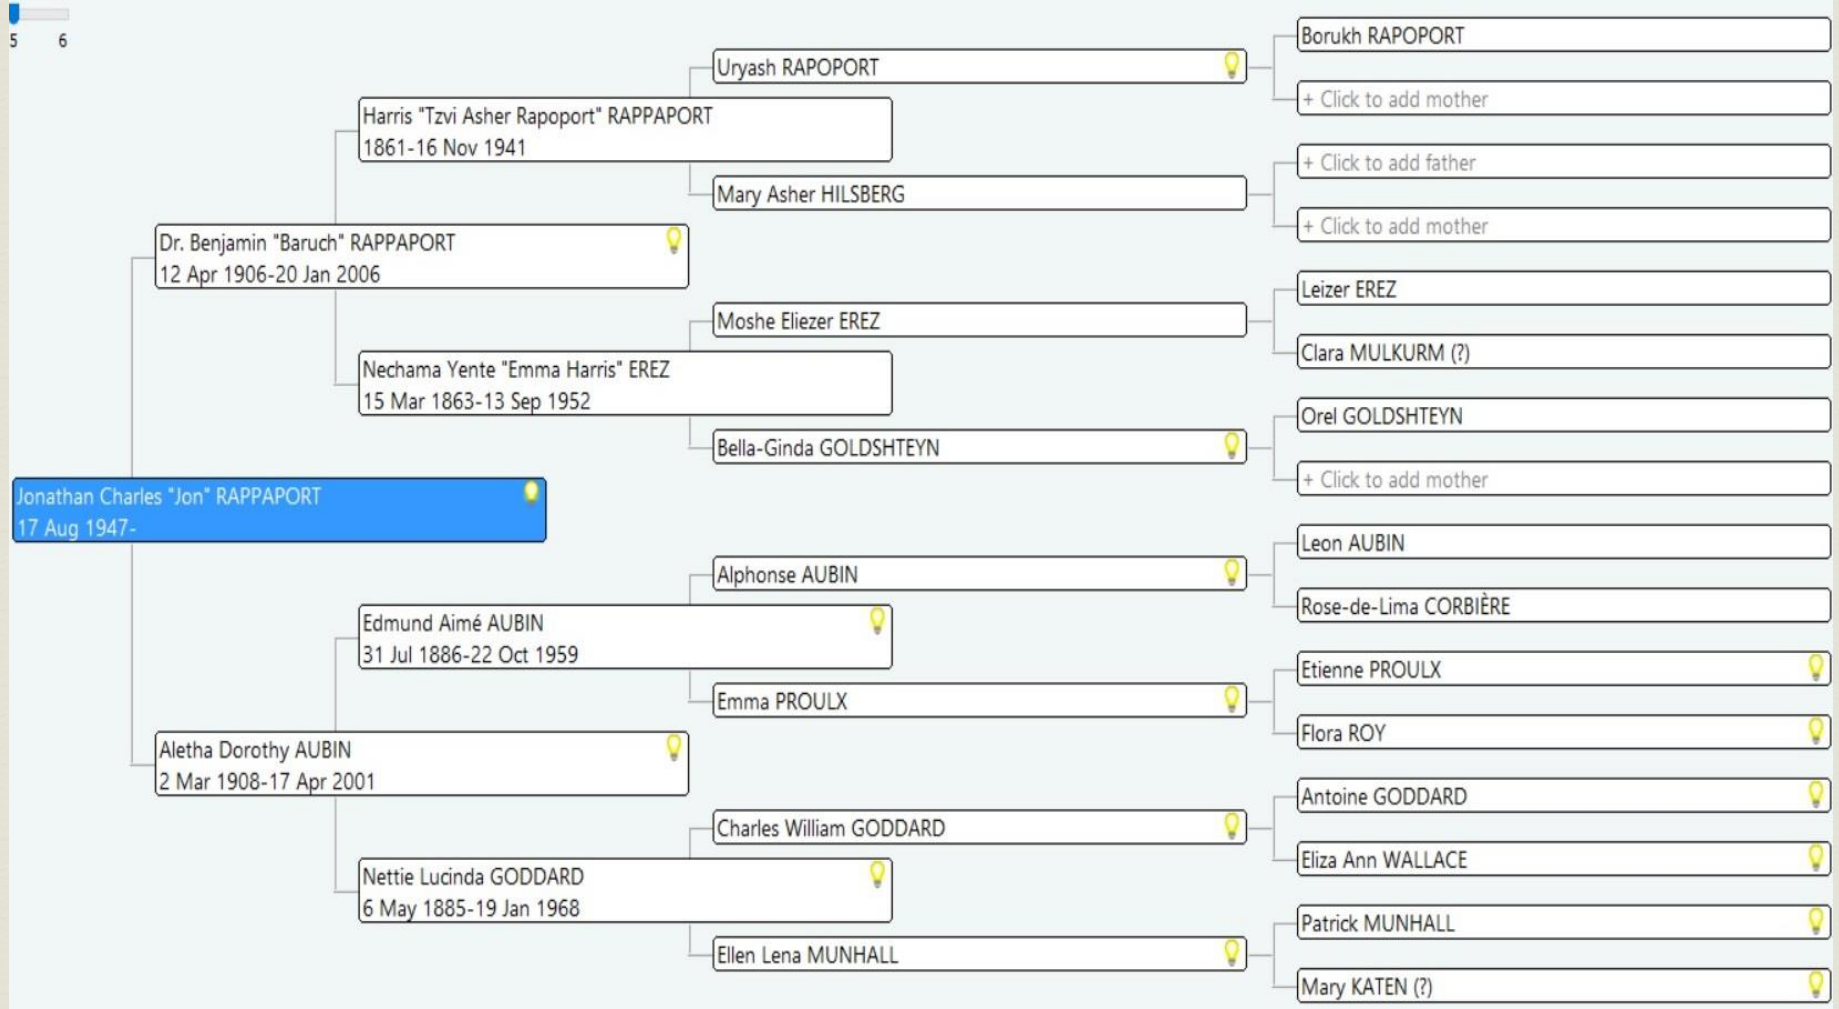 5 6
Jonathan Charles "Jon" RAPPAPORT
17 Aug 1947-
Dr. Benjamin "Baruch" RAPPAPORT
12 Apr 1906-20 Jan 2006
Aletha Dorothy AUBIN
2 Mar 1908-17 Apr 2001
Harris "Tzvi Asher Rapoport" RAPPAPORT
1861-16 Nov 1941
Nechama Yente "Emma Harris" EREZ
15 Mar 1863-13 Sep 1952
Edmund Aimé AUBIN
31 Jul 1886-22 Oct 1959
Nettie Lucinda GODDARD
6 May 1885-19 Jan 1968
Uryash RAPOPORT
Mary Asher HILSBERG
Moshe Eliezer EREZ
Bella-Ginda GOLDSHTEYN
Alphonse AUBIN
Emma PROULX
Charles William GODDARD
Ellen Lena MUNHALL
Borukh RAPOPORT
+ Click to add mother
+ Click to add father
+ Click to add mother
Leizer EREZ
Clara MULKURM (?)
Orel GOLDSHTEYN
+ Click to add mother
Leon AUBIN
Rose-de-Lima CORBIÈRE
Etienne PROULX
Flora ROY
Antoine GODDARD
Eliza Ann WALLACE
Patrick MUNHALL
Mary KATEN (?)